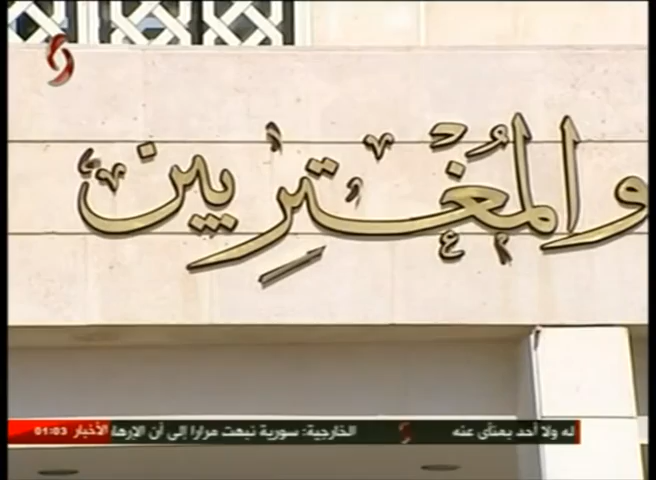 والمغتربين
له ولا أحد بمنأى عنه
الخارجية: سورية نبهت مرارا إلى أن الإرها
الأخبار 01:03